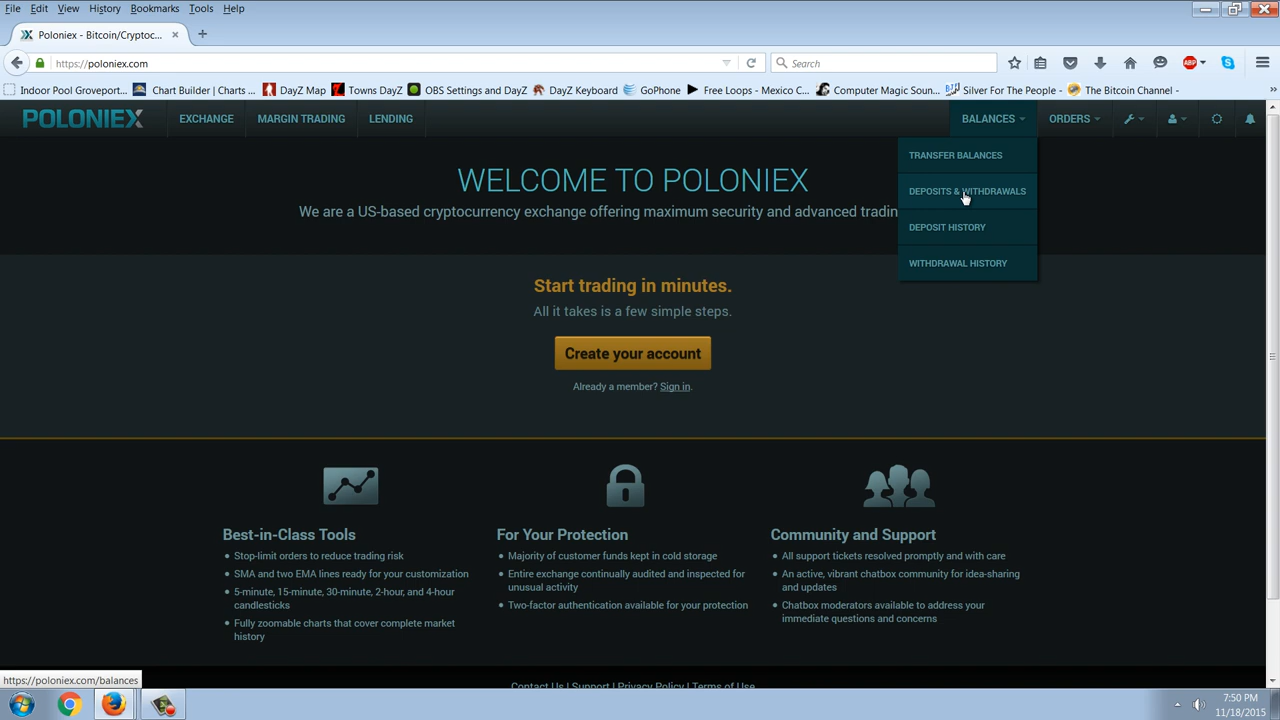 File Edit View History Bookmarks Tools Help
Poloniex - Bitcoin/Cryptoc...
https://poloniex.com
Search
Indoor Pool Groveport... Chart Builder | Charts ... DayZ Map Towns DayZ OBS Settings and DayZ DayZ Keyboard GoPhone Free Loops - Mexico C... Computer Magic Soun... Silver For The People - The Bitcoin Channel -
POLONIEX EXCHANGE MARGIN TRADING LENDING BALANCES ORDERS
TRANSFER BALANCES
DEPOSITS & WITHDRAWALS
DEPOSIT HISTORY
WITHDRAWAL HISTORY
WELCOME TO POLONIEX
We are a US-based cryptocurrency exchange offering maximum security and advanced tradin
Start trading in minutes.
All it takes is a few simple steps.
Create your account
Already a member? Sign in.
Best-in-Class Tools
• Stop-limit orders to reduce trading risk
• SMA and two EMA lines ready for your customization
• 5-minute, 15-minute, 30-minute, 2-hour, and 4-hour
candlesticks
• Fully zoomable charts that cover complete market
history
For Your Protection
• Majority of customer funds kept in cold storage
• Entire exchange continually audited and inspected for
unusual activity
• Two-factor authentication available for your protection
Community and Support
• All support tickets resolved promptly and with care
• An active, vibrant chatbox community for idea-sharing
and updates
• Chatbox moderators available to address your
immediate questions and concerns
Contact Us | Support | Privacy Policy | Terms of Use
https://poloniex.com/balances
7:50 PM
11/18/2015